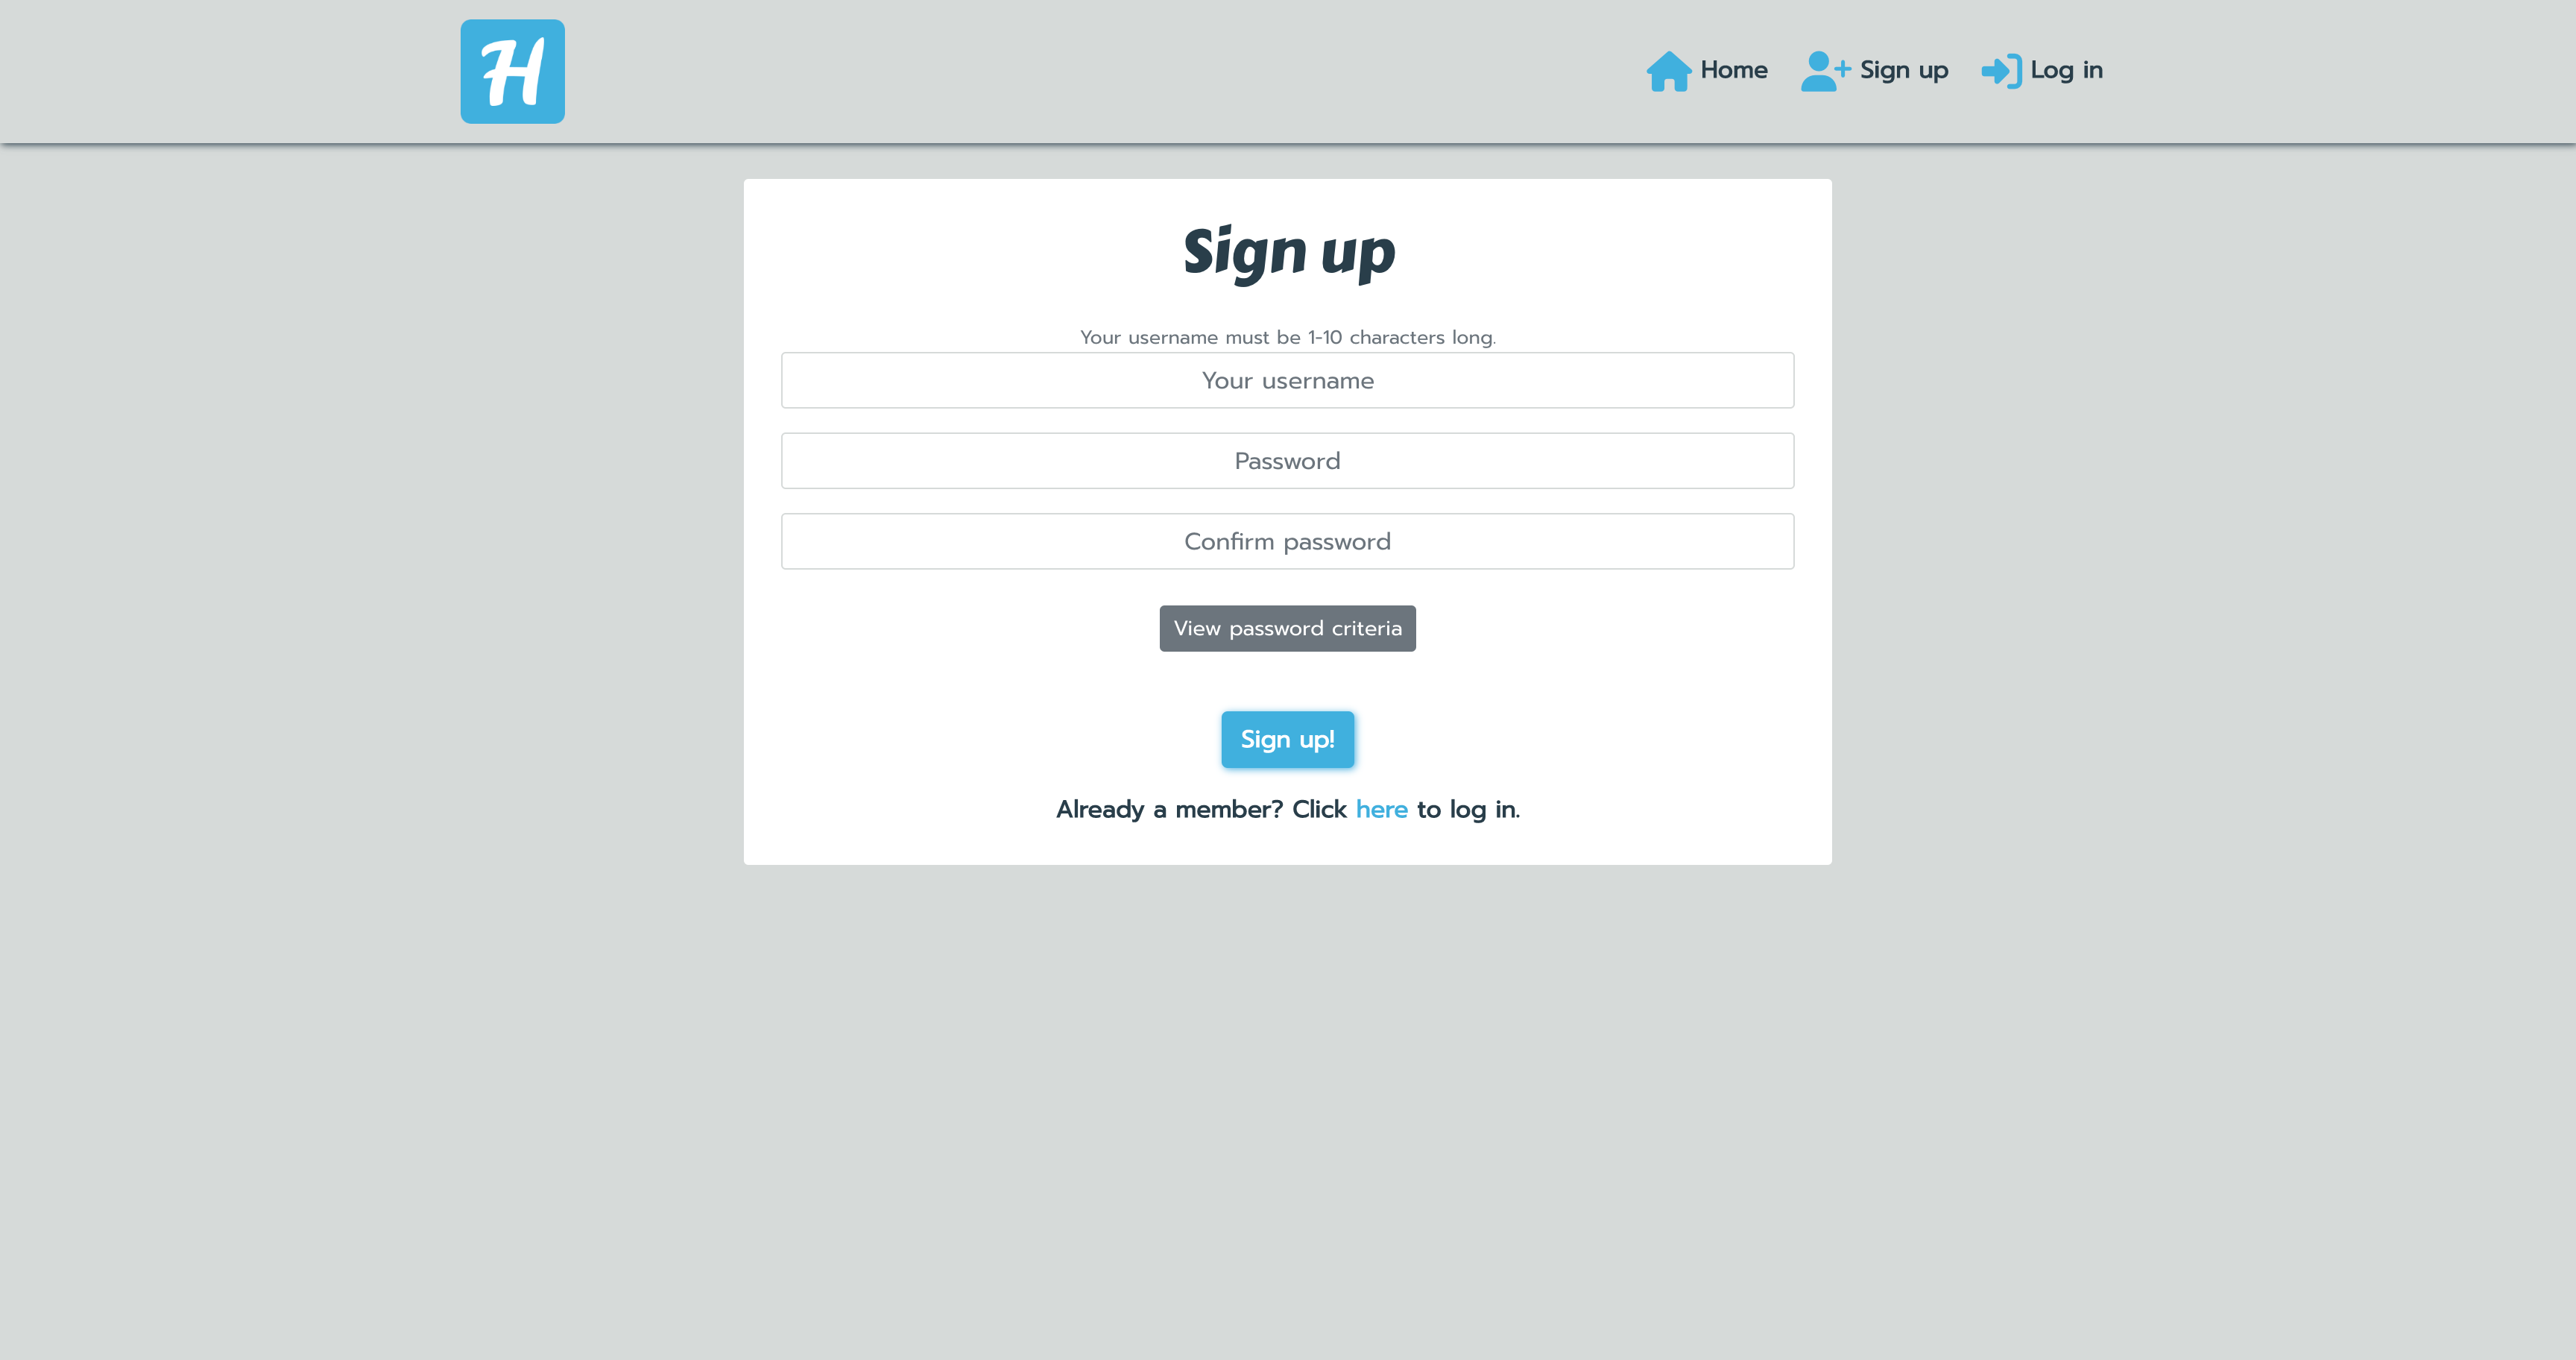 H
Home Sign up Log in
Sign up
Your username must be 1-10 characters long.
Your username
Password
Confirm password
View password criteria
Sign up!
Already a member? Click here to log in.